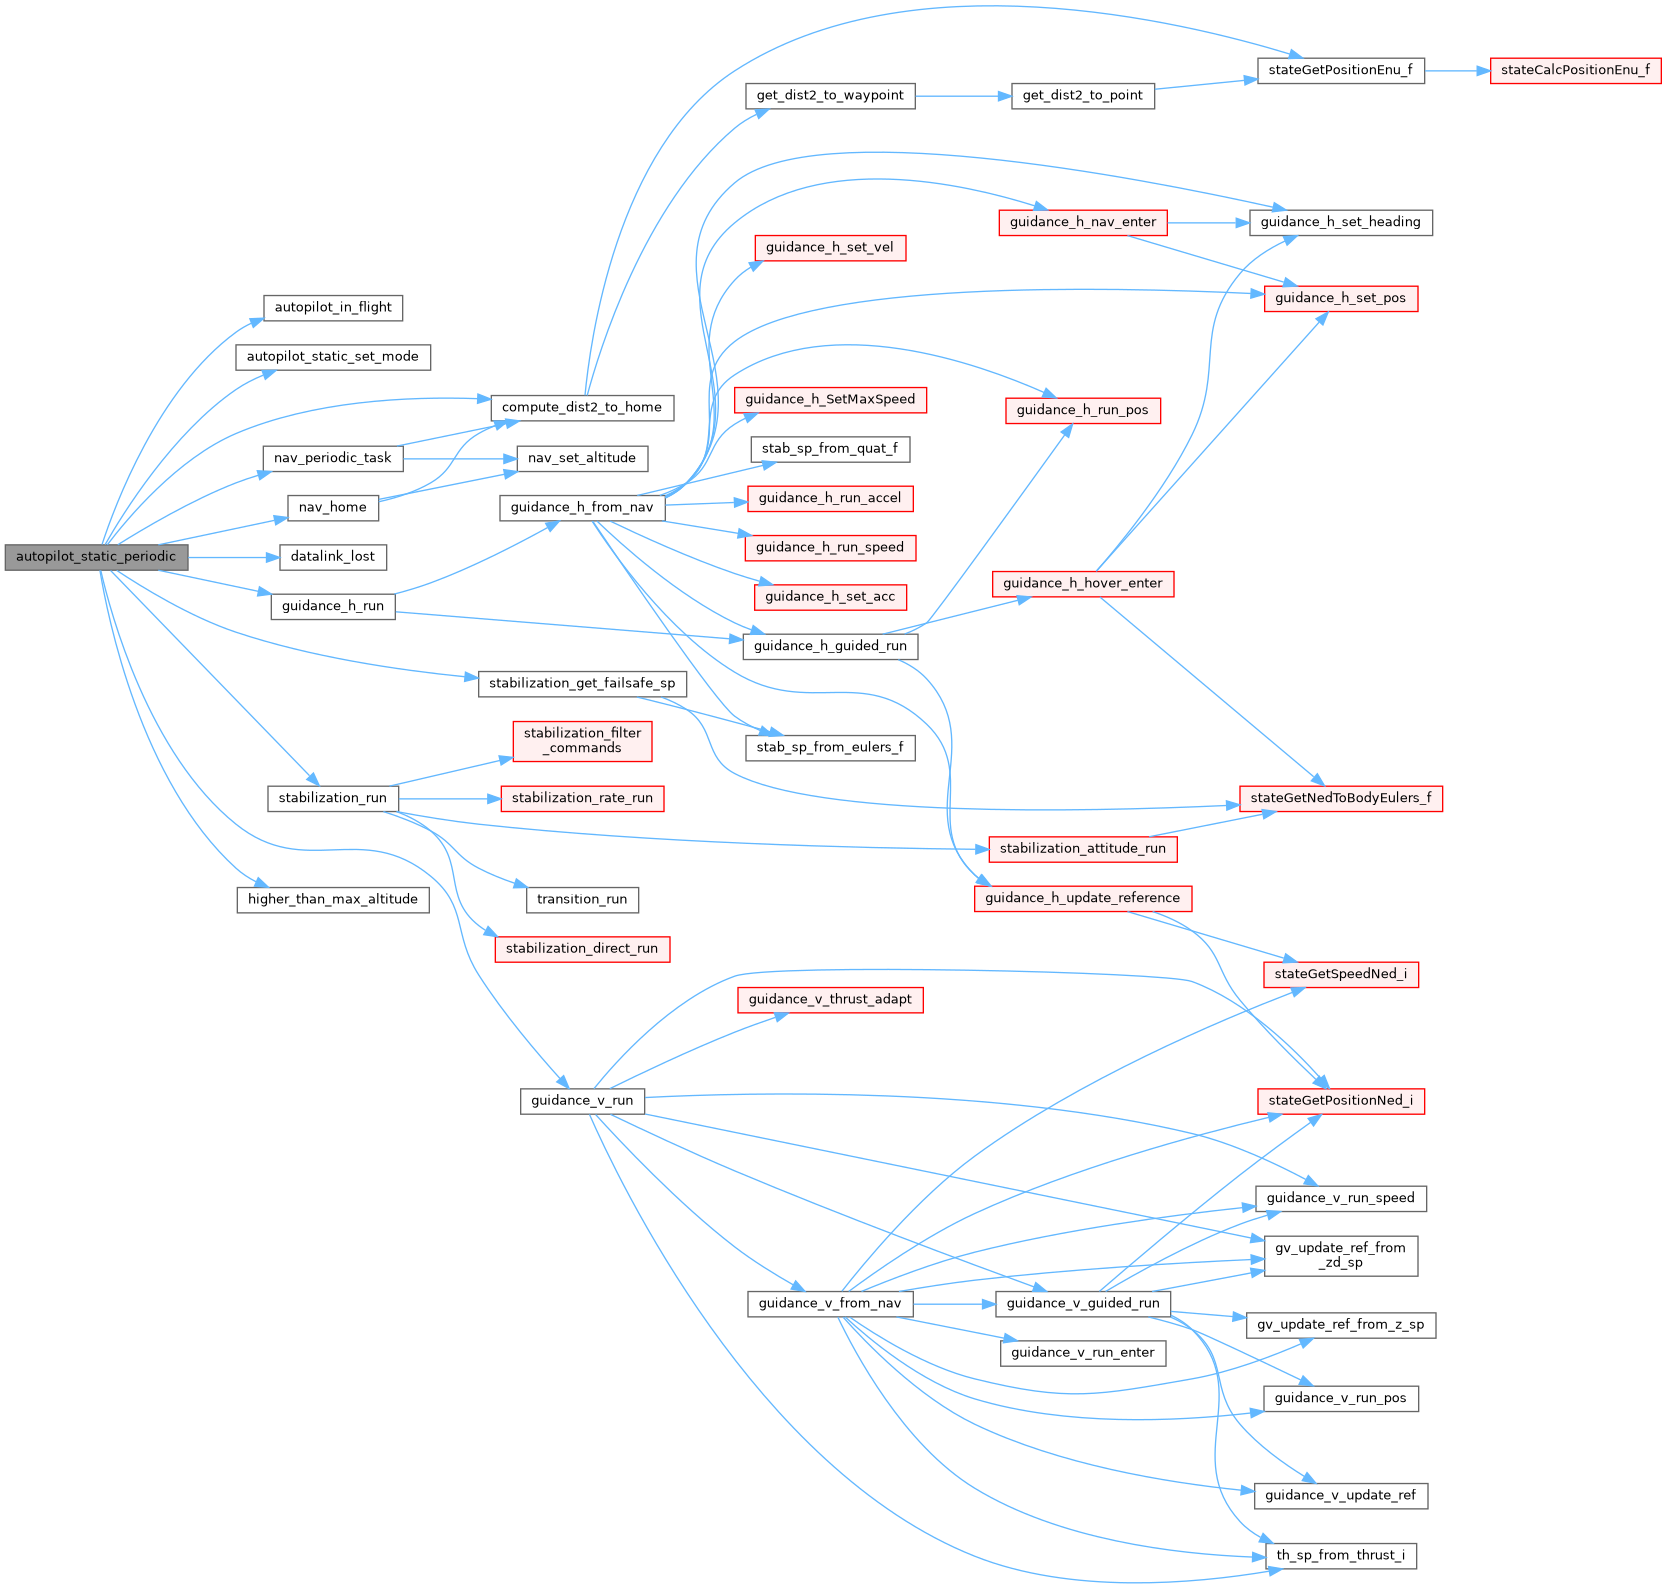 stateGetPositionEnu_f
stateCalcPositionEnu_f
get_dist2_to_waypoint
get_dist2_to_point
guidance_h_nav_enter
guidance_h_set_heading
guidance_h_set_vel
autopilot_in_flight
guidance_h_set_pos
autopilot_static_set_mode
compute_dist2_to_home
guidance_h_SetMaxSpeed
guidance_h_run_pos
nav_periodic_task
nav_set_altitude
stab_sp_from_quat_f
nav_home
guidance_h_from_nav
guidance_h_run_accel
autopilot_static_periodic
datalink_lost
guidance_h_run_speed
guidance_h_run
guidance_h_set_acc
guidance_h_hover_enter
guidance_h_guided_run
stabilization_get_failsafe_sp
stabilization_filter
_commands
stab_sp_from_eulers_f
stabilization_run
stabilization_rate_run
stateGetNedToBodyEulers_f
stabilization_attitude_run
higher_than_max_altitude
transition_run
guidance_h_update_reference
stabilization_direct_run
stateGetSpeedNed_i
guidance_v_thrust_adapt
guidance_v_run
stateGetPositionNed_i
guidance_v_run_speed
gv_update_ref_from
_zd_sp
guidance_v_from_nav
guidance_v_guided_run
gv_update_ref_from_z_sp
guidance_v_run_enter
guidance_v_run_pos
guidance_v_update_ref
th_sp_from_thrust_i